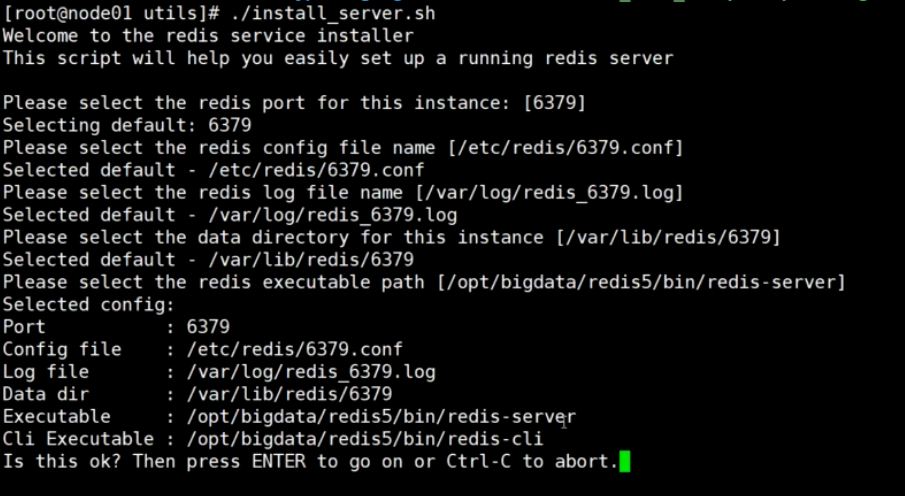 [root@node01 utils]# ./install_server.sh
Welcome to the redis service installer
This script will help you easily set up a running redis server
Please select the redis port for this instance: [6379]
Selecting default: 6379
Please select the redis config file name [/etc/redis/6379.conf]
Selected default - /etc/redis/6379.conf
Please select the redis log file name [/var/log/redis_6379.log]
Selected default - /var/log/redis_6379.log
Please select the data directory for this instance [/var/lib/redis/6379]
Selected default - /var/lib/redis/6379
Please select the redis executable path [/opt/bigdata/redis5/bin/redis-server]
Selected config:
Port           : 6379
Config file    : /etc/redis/6379.conf
Log file       : /var/log/redis_6379.log
Data dir       : /var/lib/redis/6379
Executable     : /opt/bigdata/redis5/bin/redis-server
Cli Executable : /opt/bigdata/redis5/bin/redis-cli
Is this ok? Then press ENTER to go on or Ctrl-C to abort.